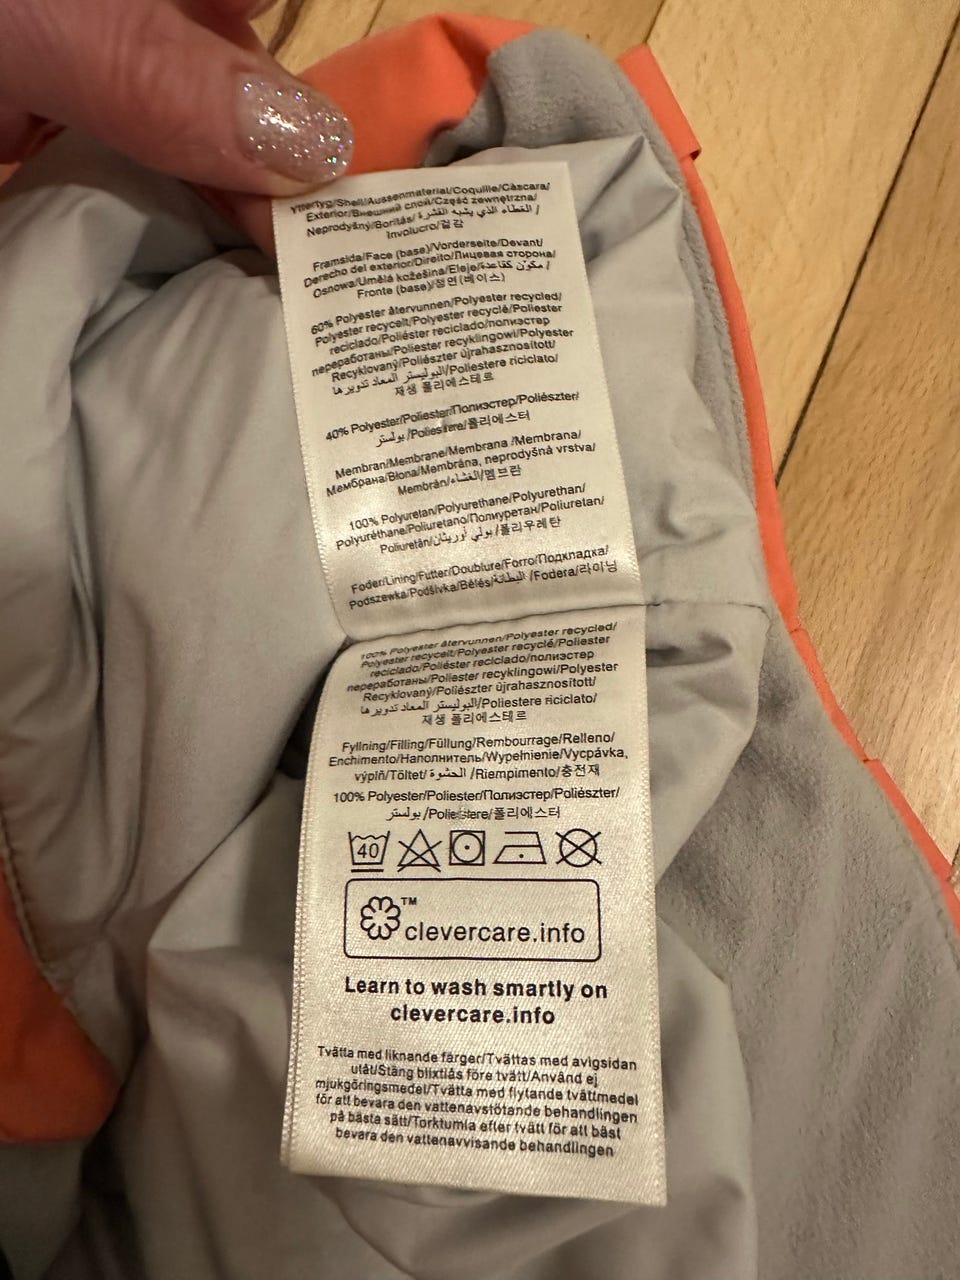 Yttertyg/Shell/Aussenmaterial/Coquille/Cáscara/
Exterior/Внешний слой/Część zewnętrzna/
Neprodyšný/Borítás/ الغطاء الذي يشبه القشرة /
Involucro/겉감
Framsida/Face (base)/Vorderseite/Devant/
Derecho del exterior/Direito/Лицевая сторона/
Osnowa/Umělá kožešina/Eleje/مكوّن كقاعدة /
Fronte (base)/정면(베이스)
60% Polyester återvunnen/Polyester recycled/
Polyester recycelt/Polyester recyclé/Poliester
reciclado/Poliéster reciclado/полиэстер
переработаны/Poliester recyklingowi/Polyester
Recyklovaný/Poliészter újrahasznosított/
البوليستر المعاد تدويرها/Poliestere riciclato/
재생 폴리에스테르
40% Polyester/Poliester/Полиэстер/Poliészter/
بولستر /Poliestere/폴리에스터
Membran/Membrane/Membrana /Membrana/
Мембрана/Błona/Membrána, neprodyšná vrstva/
Membrán/الغشاء/멤브란
100% Polyuretan/Polyurethane/Polyurethan/
Polyuréthane/Poliuretano/Полиуретан/Poliuretan/
Poliuretán/بولي أوريثان /폴리우레탄
Foder/Lining/Futter/Doublure/Forro/Подкладка/
Podszewka/Podšívka/Bélés/البطانة /Fodera/라이닝
100% Polyester återvunnen/Polyester recycled/
Polyester recycelt/Polyester recyclé/Poliester
reciclado/Poliéster reciclado/полиэстер
переработаны/Poliester recyklingowi/Polyester
Recyklovaný/Poliészter újrahasznosított/
البوليستر المعاد تدويرها/Poliestere riciclato/
재생 폴리에스테르
Fyllning/Filling/Füllung/Rembourrage/Relleno/
Enchimento/Наполнитель/Wypełnienie/Vycpávka,
výplň/Töltet/ الحشوة /Riempimento/충전재
100% Polyester/Poliester/Полиэстер/Poliészter/
بولستر /Poliestere/폴리에스터
40
™
clevercare.info
Learn to wash smartly on
clevercare.info
Tvätta med liknande färger/Tvättas med avigsidan
utåt/Stäng blixtlås före tvätt/Använd ej
mjukgöringsmedel/Tvätta med flytande tvättmedel
för att bevara den vattenavstötande behandlingen
på bästa sätt/Torktumla efter tvätt för att bäst
bevara den vattenavvisande behandlingen